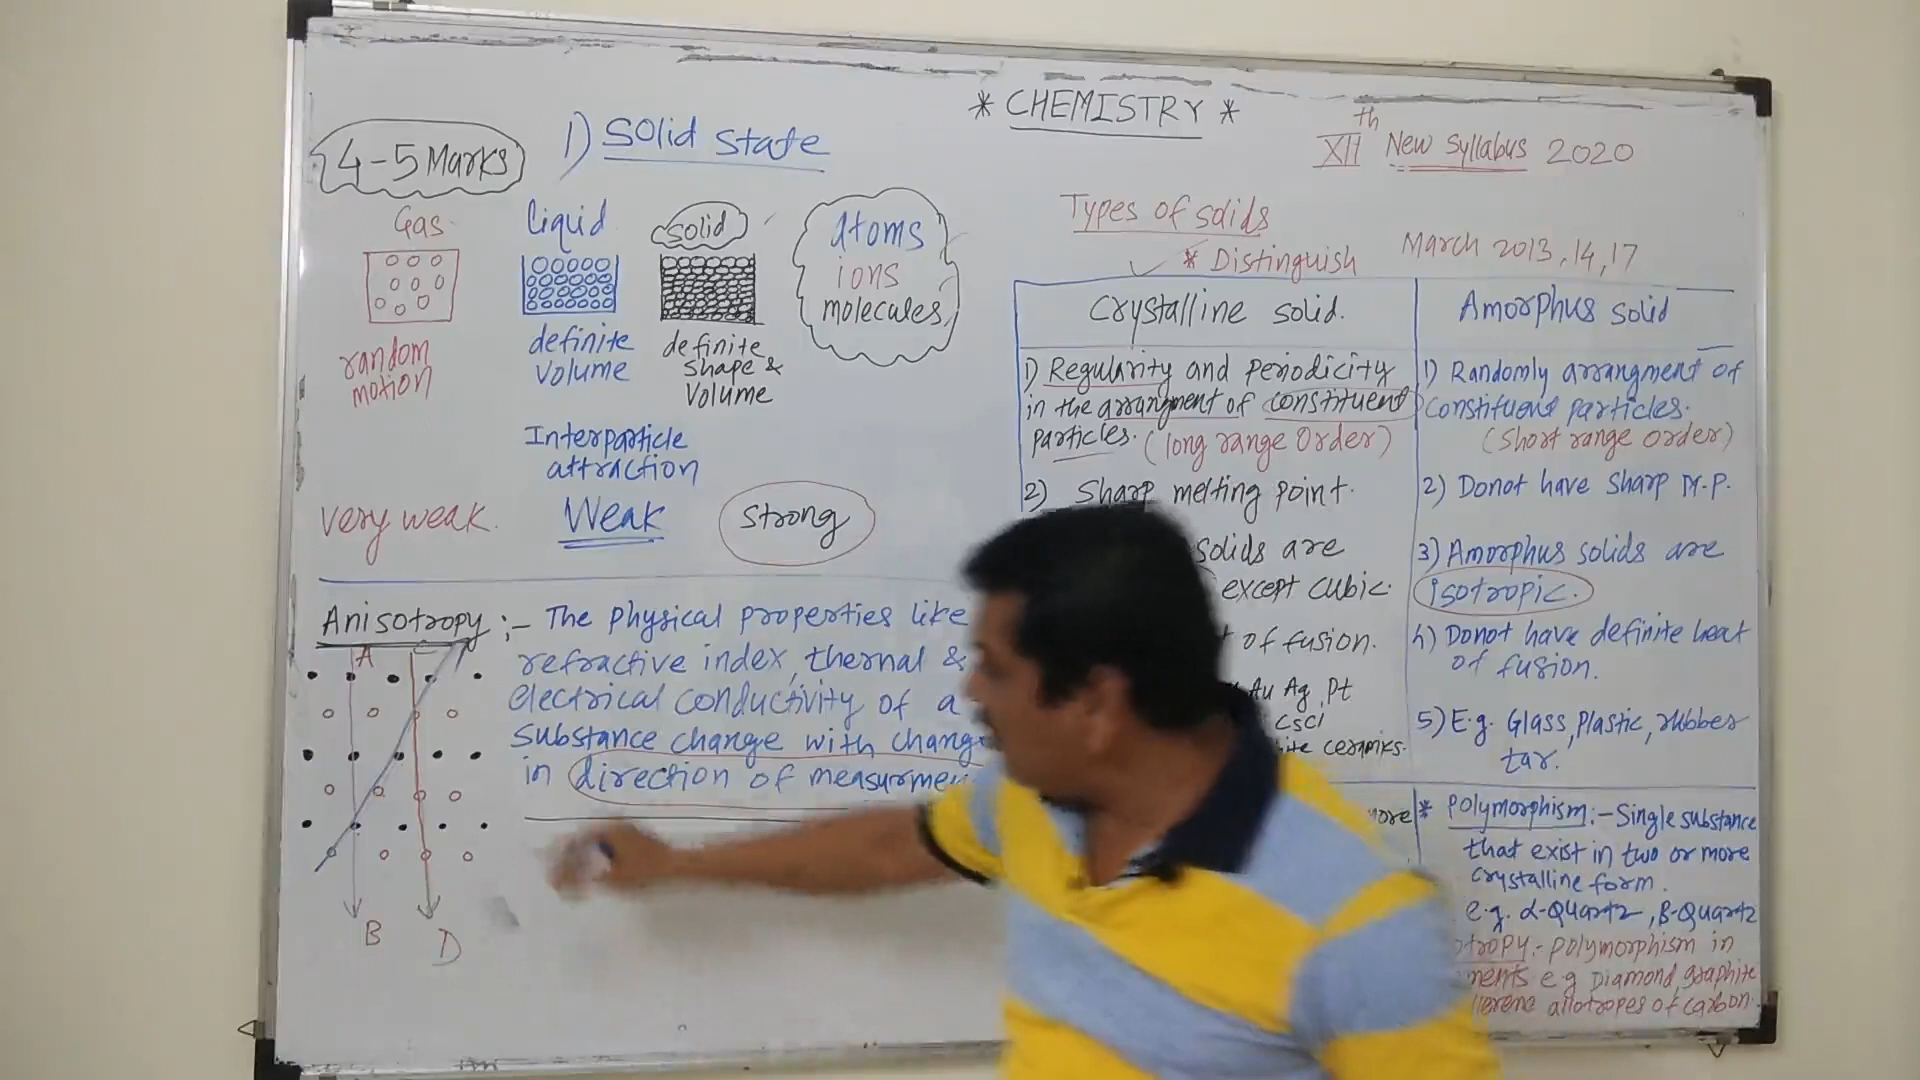 * CHEMISTRY *
XIIth New Syllabus 2020
4-5 Marks
1) Solid state
Gas
Liquid
Solid
atoms
ions
molecules
random
motion
definite
volume
definite
shape &
Volume
Interparticle
attraction
very weak.
Weak
Strong
Types of solids
* Distinguish
March 2013,14,17
Crystalline solid.
1) Regularity and periodicity
in the arrangment of constituent
particles. (long range Order)
2) Sharp melting point.
solids are
except cubic.
of fusion.
Au Ag Pt
CsCl
ceramiks.
Amorphus solid
1) Randomly arrangment of
constituent particles.
(Short range order)
2) Donot have Sharp M.P.
3) Amorphus solids are
isotropic.
4) Donot have definite heat
of fusion.
5) E.g. Glass, plastic, rubber
tar.
Anisotropy :- The physical properties like
refractive index, thernal &
electrical conductivity of a
substance change with chang
in direction of measurme
A
B
D
more
* Polymorphism:- Single substance
that exist in two or more
crystalline form.
e.g. α-Quartz, β-Quartz
otropy:- polymorphism in
ments e.g Diamond, graphite
allotropes of carbon.